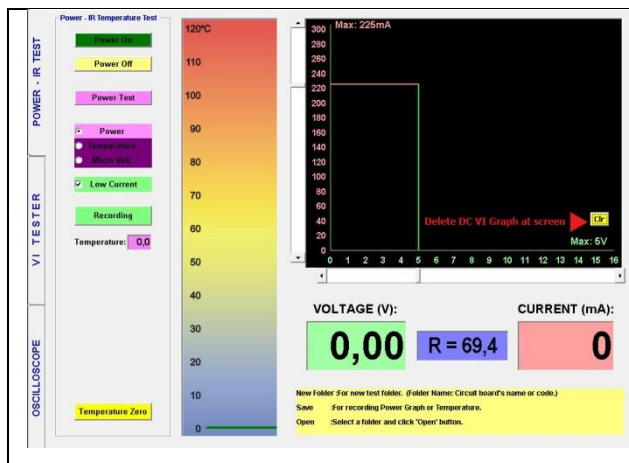 POWER - IR TEST
VI TESTER
OSCILLOSCOPE
Power - IR Temperature Test
Power On
Power Off
Power Test
Power
Temperature
Micro Volt
Low Current
Recording
Temperature: 0,0
Temperature Zero
120ºC
110
100
90
80
70
60
50
40
30
20
10
0
Max: 225mA
300
280
260
240
220
200
180
160
140
120
100
80
60
40
20
0
Delete DC VI Graph at screen
Clr
Max: 5V
0 1 2 3 4 5 6 7 8 9 10 11 12 13 14 15 16
VOLTAGE (V):
0,00
R = 69,4
CURRENT (mA):
0
New Folder :For new test folder. (Folder Name: Circuit board's name or code.)
Save :For recording Power Graph or Temperature.
Open :Select a folder and click 'Open' button.